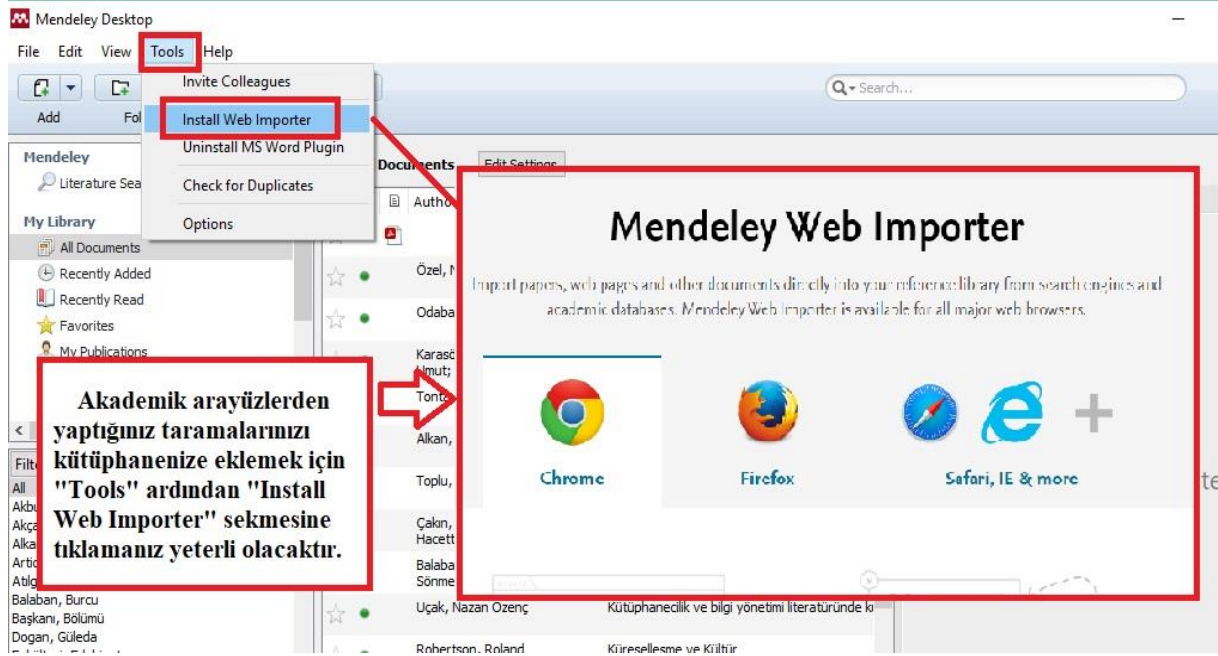 Mendeley Desktop
File Edit View Tools Help
Invite Colleagues
Install Web Importer
Uninstall MS Word Plugin
Check for Duplicates
Options
Search...
Add
Mendeley
Literature Sea
My Library
All Documents
Recently Added
Recently Read
Favorites
My Publications
Documents Edit Settings
Autho
Özel, N
Odaba
Karasö
Umut;
Tonta
Alkan,
Toplu,
Çakın,
Hacett
Balaba
Sönme
Uçak, Nazan Özenç Kütüphanecilik ve bilgi yönetimi literatüründe kı
Robertson, Roland Küreselleşme ve Kültür
Mendeley Web Importer
Import papers, web pages and other documents directly into your reference library from search engines and
academic databases. Mendeley Web Importer is available for all major web browsers.
Chrome Firefox Safari, IE & more
Akademik arayüzlerden
yaptığınız taramalarınızı
kütüphanenize eklemek için
"Tools" ardından "Install
Web Importer" sekmesine
tıklamanız yeterli olacaktır.
All
Balaban, Burcu
Başkanı, Bölümü
Dogan, Güleda